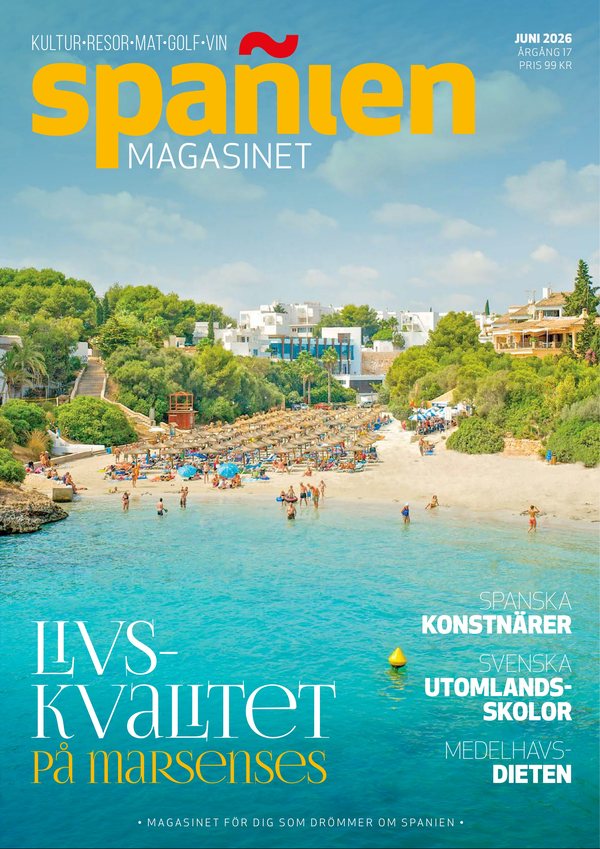 KULTUR•RESOR•MAT•GOLF•VIN
JUNI 2026
ÅRGÅNG 17
PRIS 99 KR
spañien
MAGASINET
SPANSKA
KONSTNÄRER
SVENSKA
UTOMLANDS-
SKOLOR
MEDELHAVS-
DIETEN
LIVS-
KVALITET
PÅ MARSENSES
• MAGASINET FÖR DIG SOM DRÖMMER OM SPANIEN •